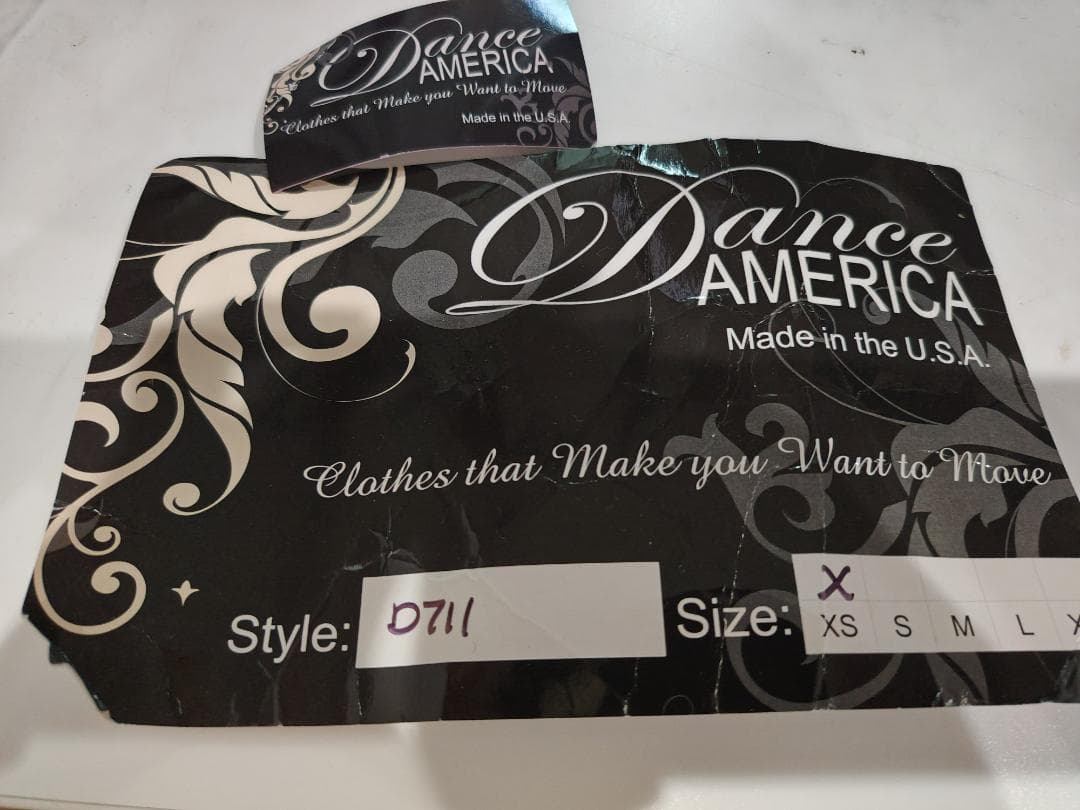 Dance
AMERICA
Clothes that Make you Want to Move
Made in the U.S.A.
Dance
AMERICA
Made in the U.S.A.
Clothes that Make you Want to Move
Style: D711 Size: X
XS S M L X